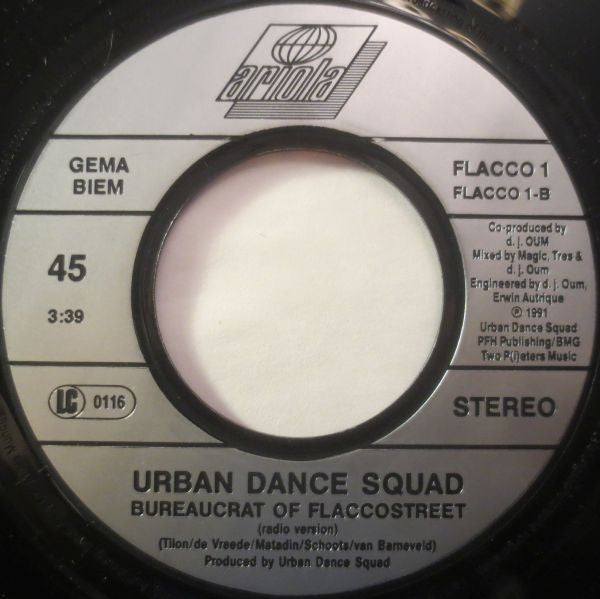 ariola
GEMA
BIEM
FLACCO 1
FLACCO 1-B
45
3:39
Co-produced by
d. j. OUM
Mixed by Magic, Tres &
d. j. Oum
Engineered by d. j. Oum,
Erwin Autrique
℗ 1991
Urban Dance Squad
PFH Publishing/BMG
Two P(i)eters Music
LC 0116
STEREO
URBAN DANCE SQUAD
BUREAUCRAT OF FLACCOSTREET
(radio version)
(Tilon/de Vreede/Matadin/Schoots/van Barneveld)
Produced by Urban Dance Squad